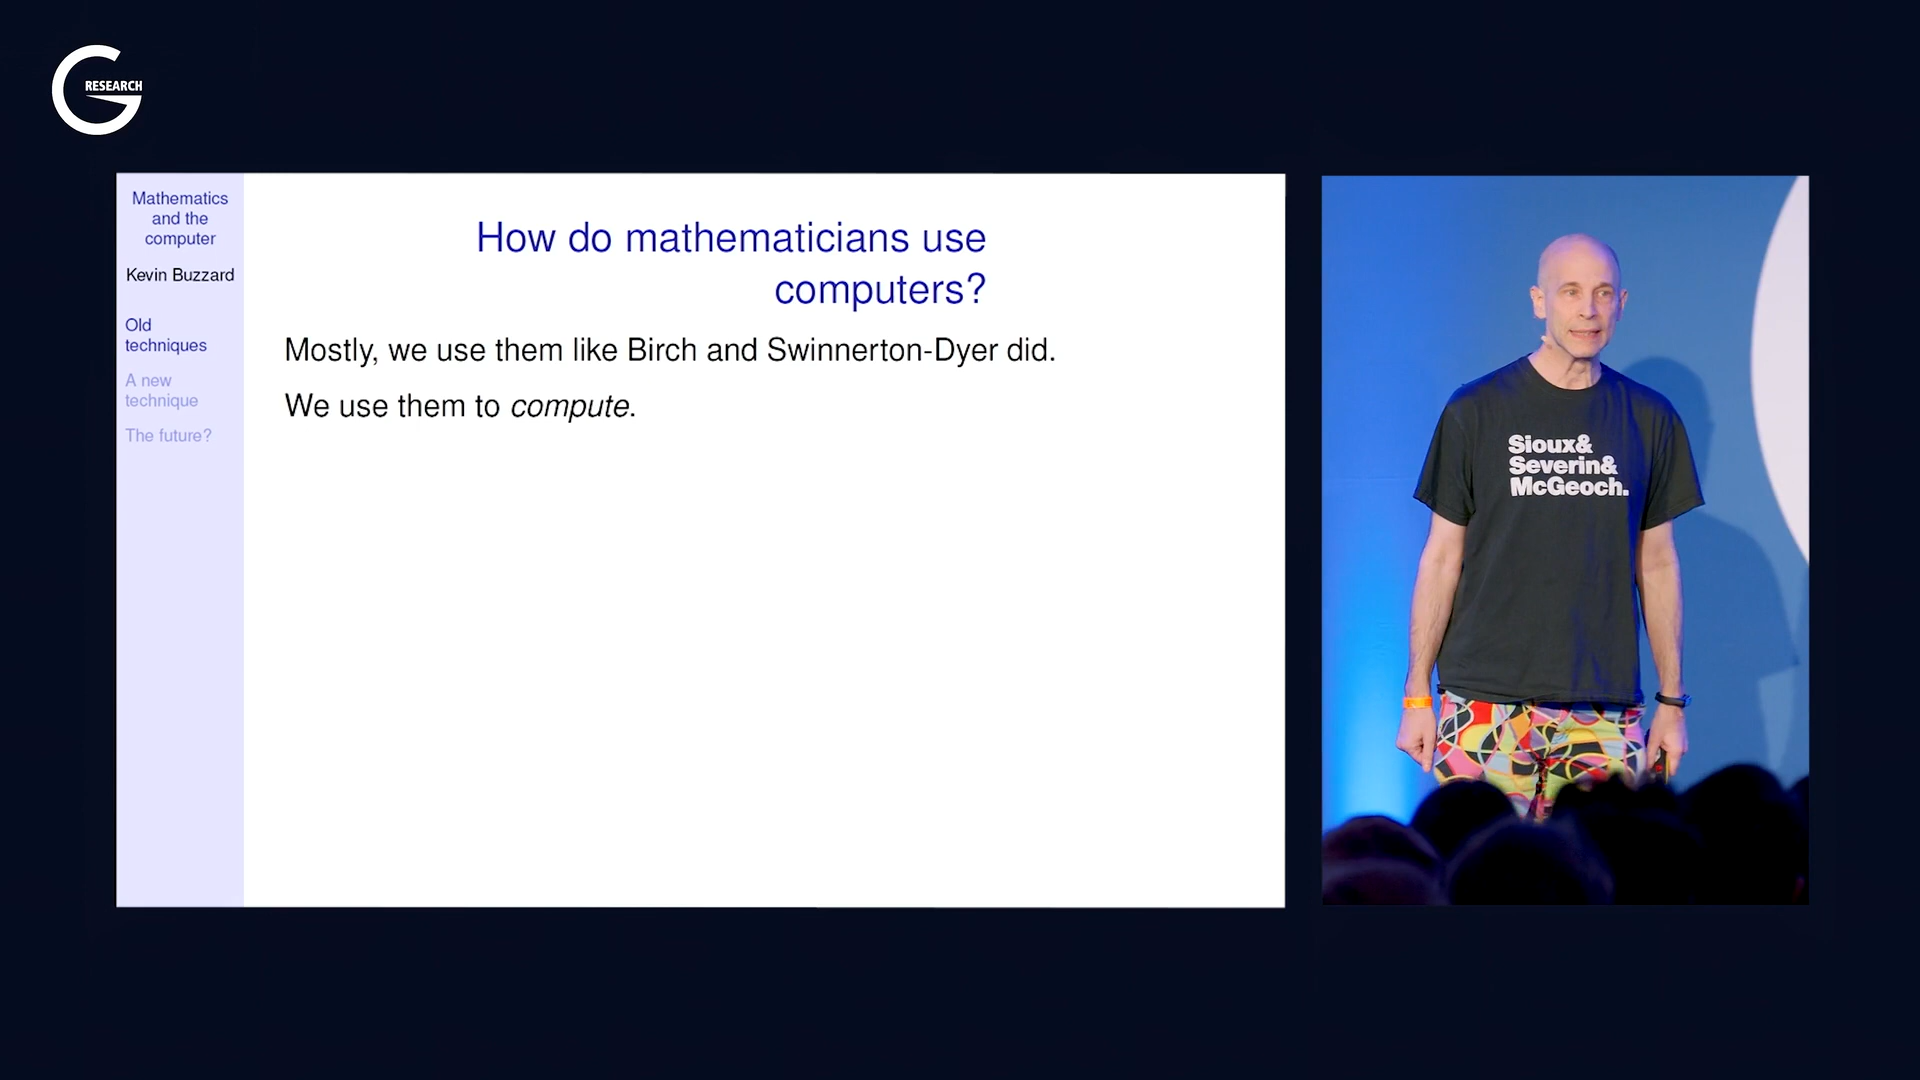 G
RESEARCH
Mathematics
and the
computer
Kevin Buzzard
Old
techniques
A new
technique
The future?
How do mathematicians use
computers?
Mostly, we use them like Birch and Swinnerton-Dyer did.
We use them to compute.
Sioux&
Severin&
McGeoch.